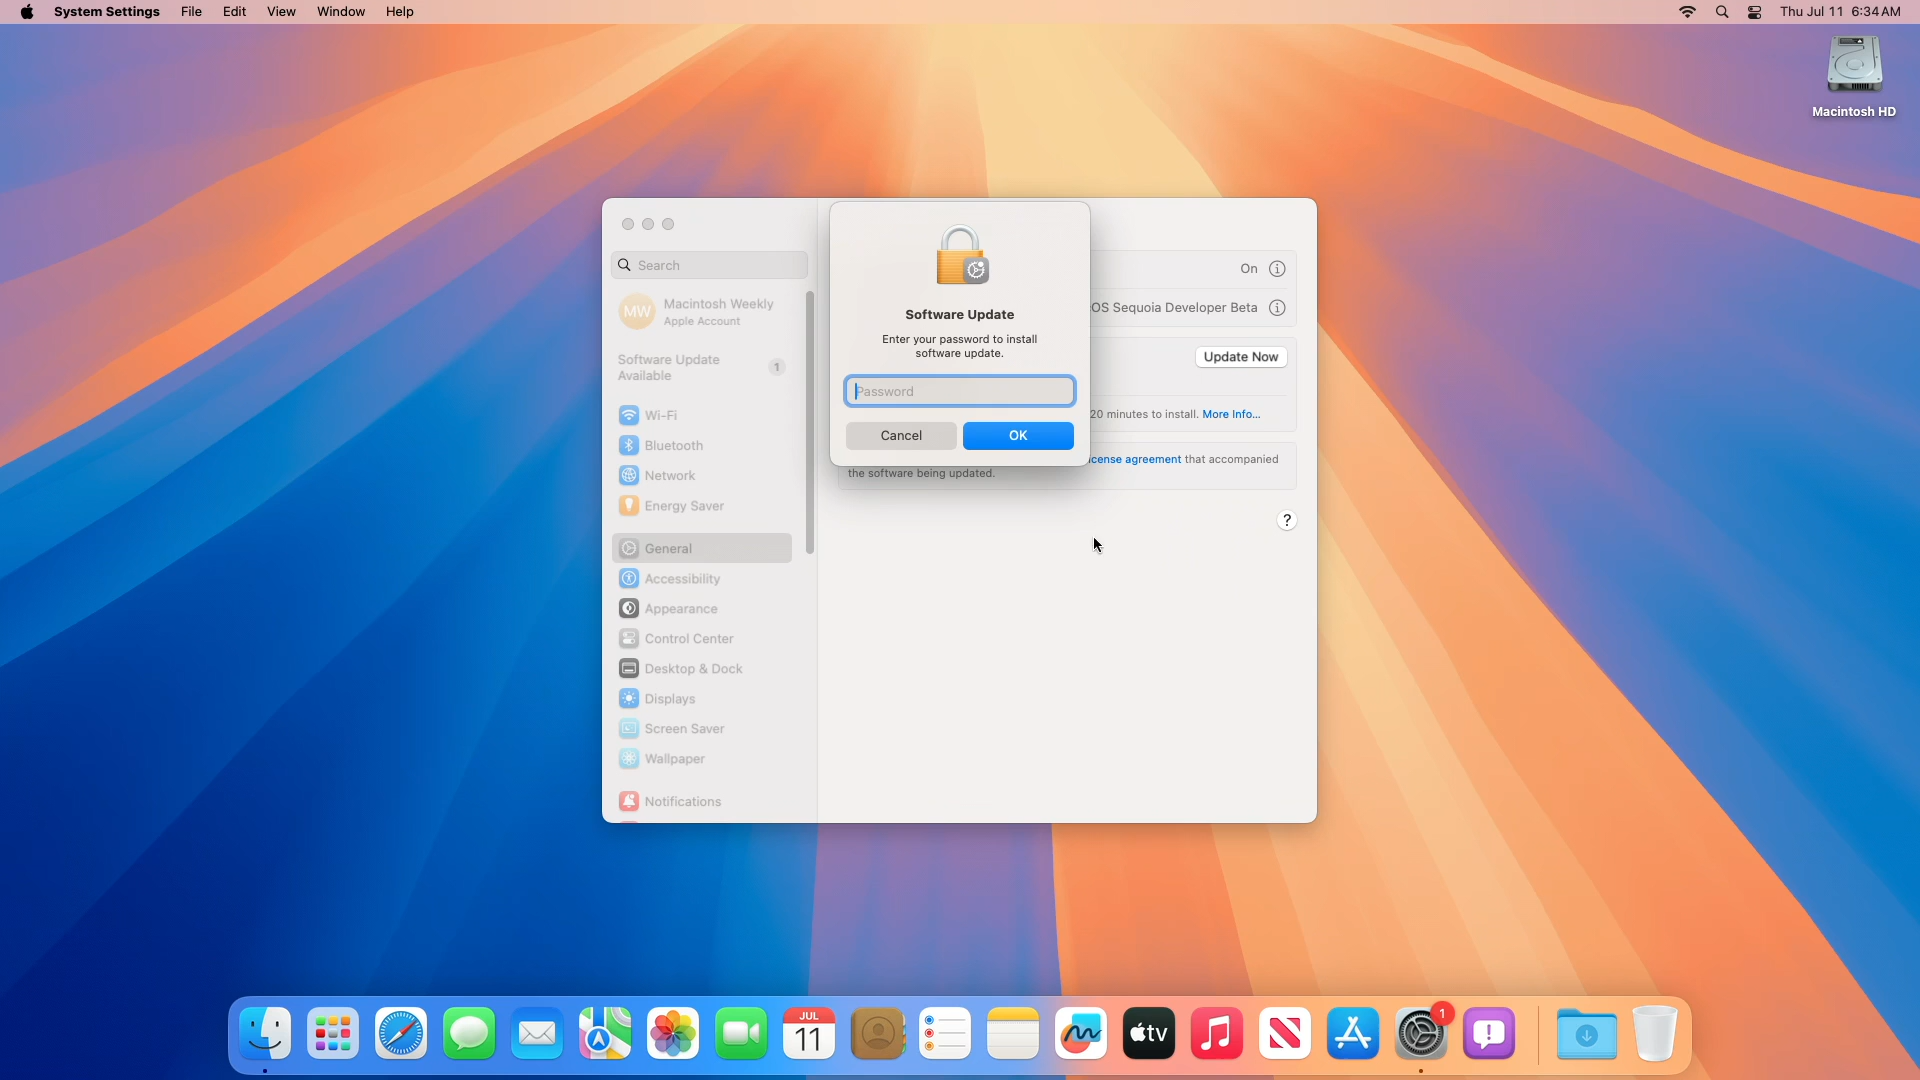 System Settings File Edit View Window Help
Thu Jul 11 6:34 AM
Macintosh HD
Search
MW
Macintosh Weekly
Apple Account
Software Update
Available
1
Wi-Fi
Bluetooth
Network
Energy Saver
General
Accessibility
Appearance
Control Center
Desktop & Dock
Displays
Screen Saver
Wallpaper
Notifications
Software Update
Enter your password to install
software update.
Password
Cancel OK
On
OS Sequoia Developer Beta
Update Now
20 minutes to install. More Info...
agreement that accompanied
the software being updated.
?
JUL
11
tv
1